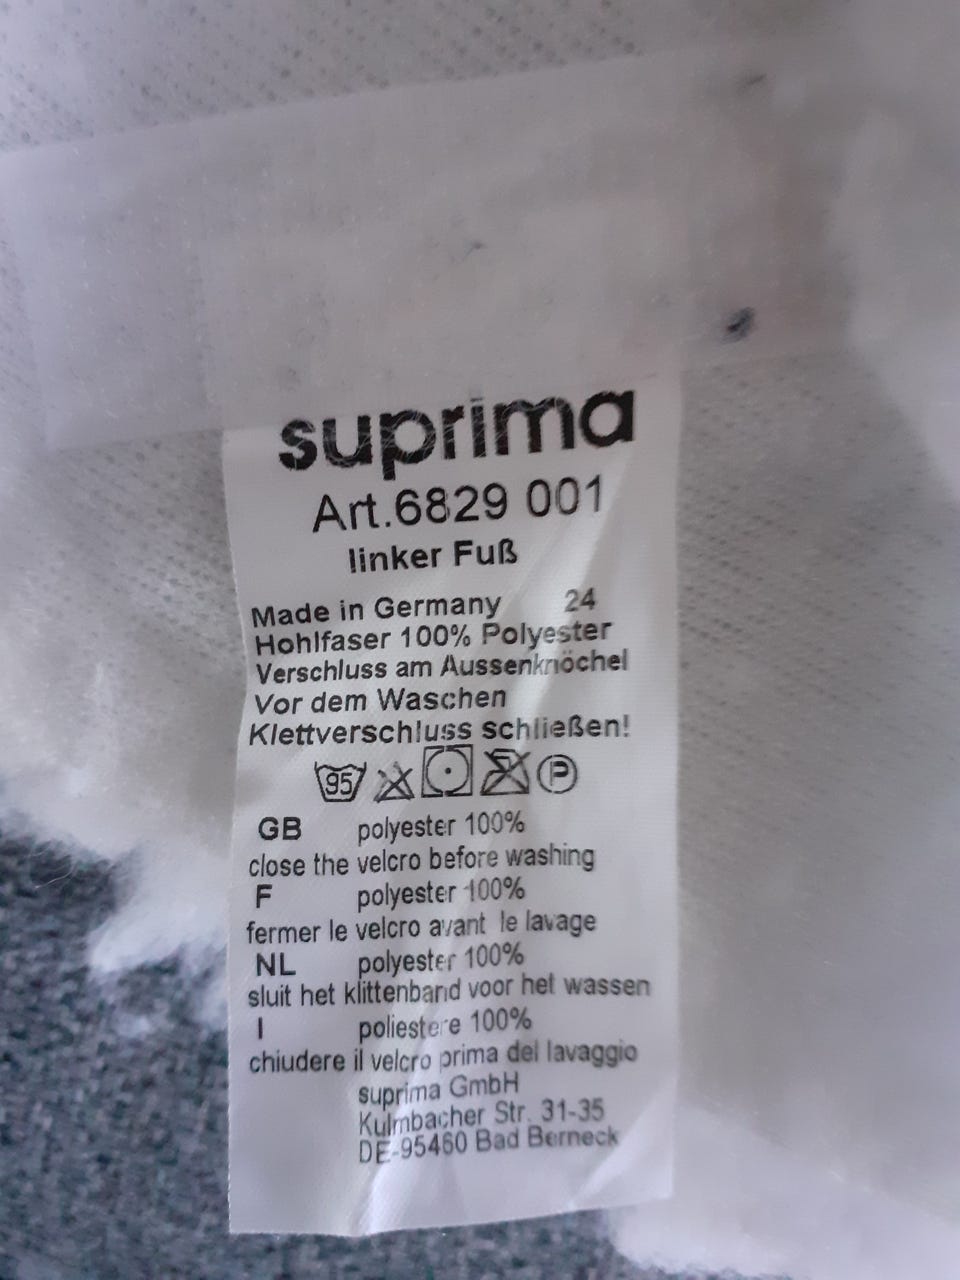 suprima
Art.6829 001
linker Fuß
Made in Germany 24
Hohlfaser 100% Polyester
Verschluss am Aussenknöchel
Vor dem Waschen
Klettverschluss schließen!
95 P
GB polyester 100%
close the velcro before washing
F polyester 100%
fermer le velcro avant le lavage
NL polyester 100%
sluit het klittenband voor het wassen
I poliestere 100%
chiudere il velcro prima del lavaggio
suprima GmbH
Kulmbacher Str. 31-35
DE-95460 Bad Berneck